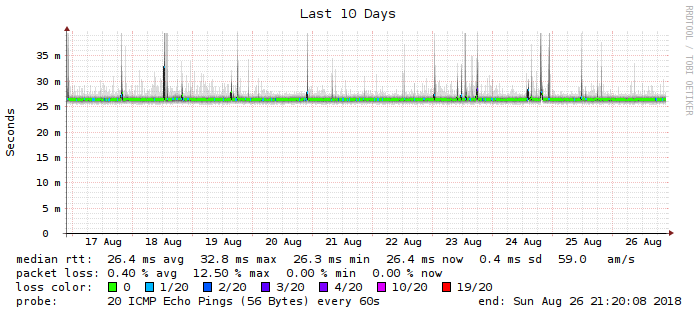 Last 10 Days
RRDTOOL / TOBI OETIKER
Seconds
35 m
30 m
25 m
20 m
15 m
10 m
5 m
0
17 Aug 18 Aug 19 Aug 20 Aug 21 Aug 22 Aug 23 Aug 24 Aug 25 Aug 26 Aug
median rtt: 26.4 ms avg 32.8 ms max 26.3 ms min 26.4 ms now 0.4 ms sd 59.0 am/s
packet loss: 0.40 % avg 12.50 % max 0.00 % min 0.00 % now
loss color: 0 1/20 2/20 3/20 4/20 10/20 19/20
probe: 20 ICMP Echo Pings (56 Bytes) every 60s end: Sun Aug 26 21:20:08 2018